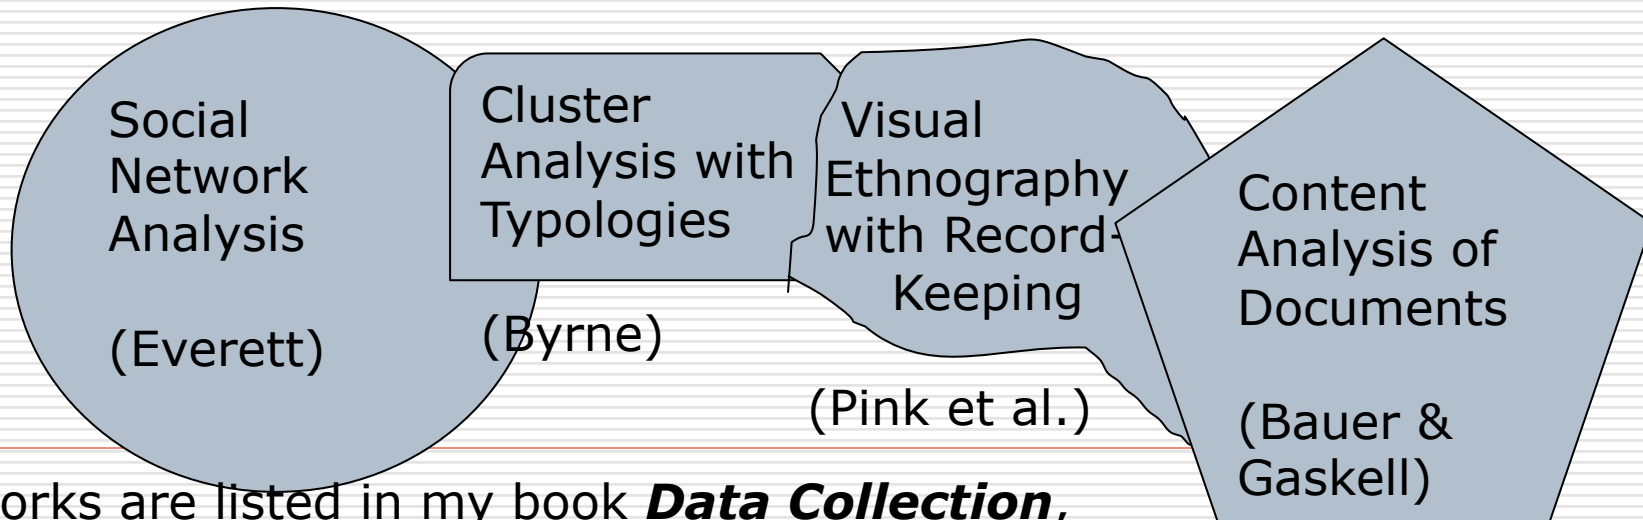 Social
Network
Analysis
(Everett)
Cluster
Analysis with
Typologies
(Byrne)
Visual
Ethnography
with Record-
Keeping
(Pink et al.)
Content
Analysis of
Documents
(Bauer &
Gaskell)
orks are listed in my book Data Collection,